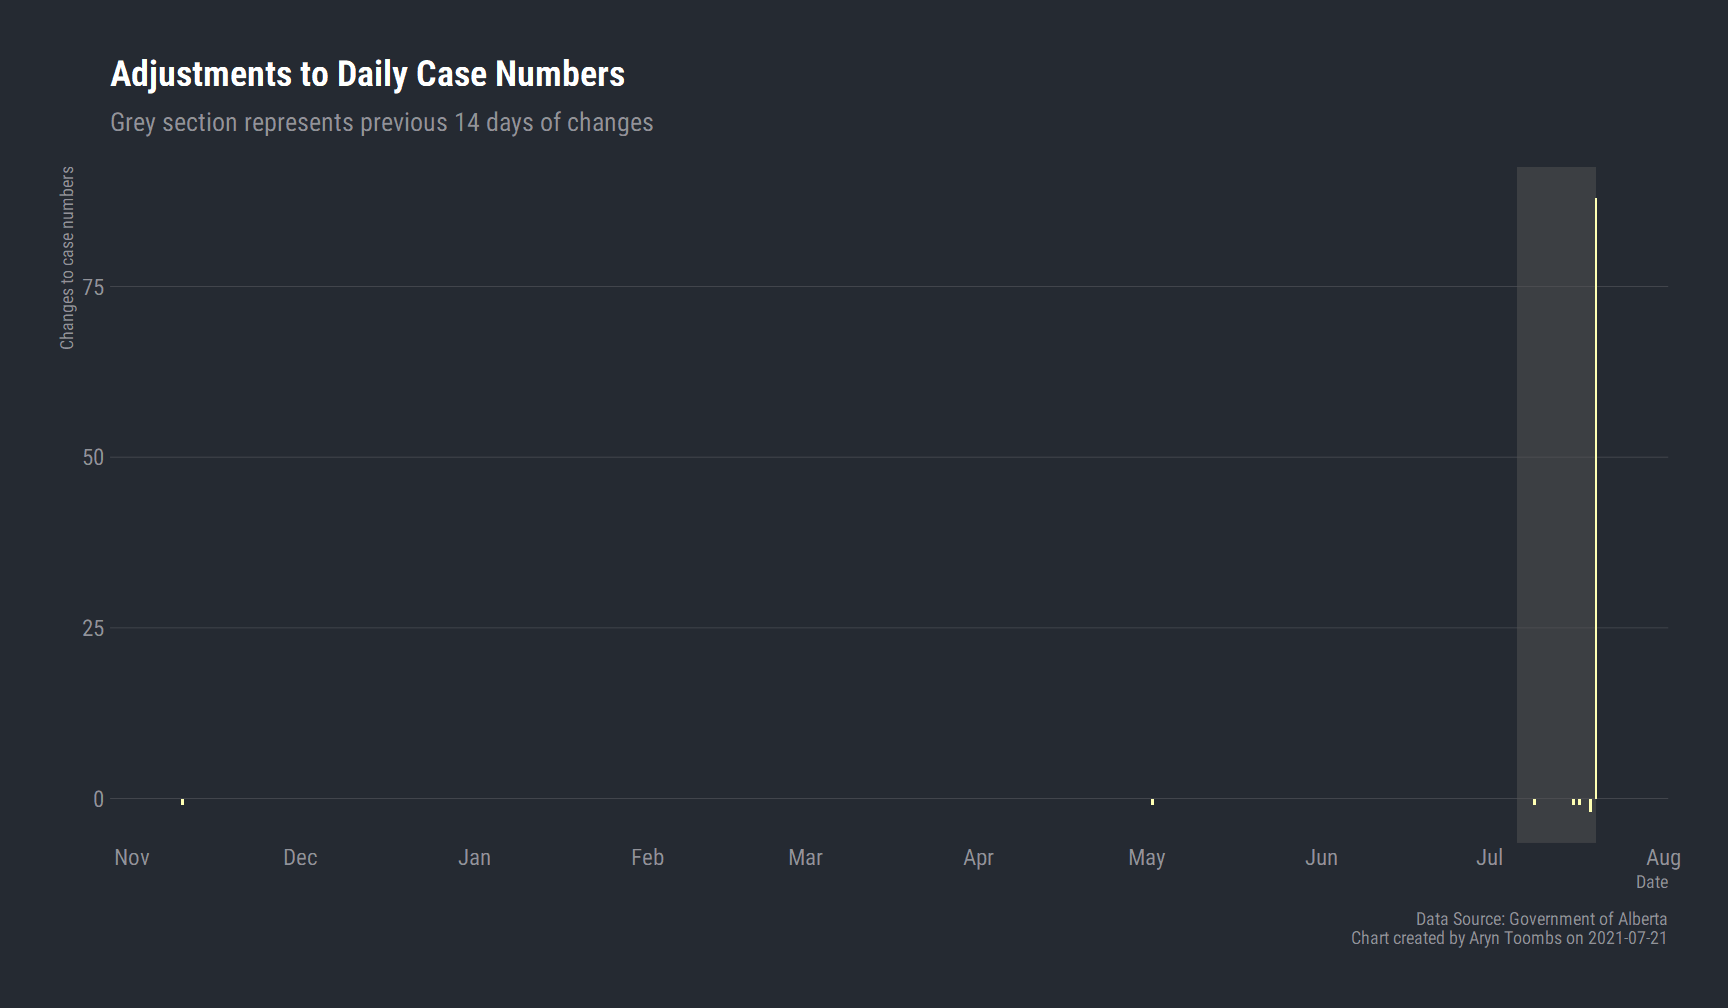 Adjustments to Daily Case Numbers
Grey section represents previous 14 days of changes
Changes to case numbers
75
50
25
0
Nov Dec Jan Feb Mar Apr May Jun Jul Aug
Date
Data Source: Government of Alberta
Chart created by Aryn Toombs on 2021-07-21